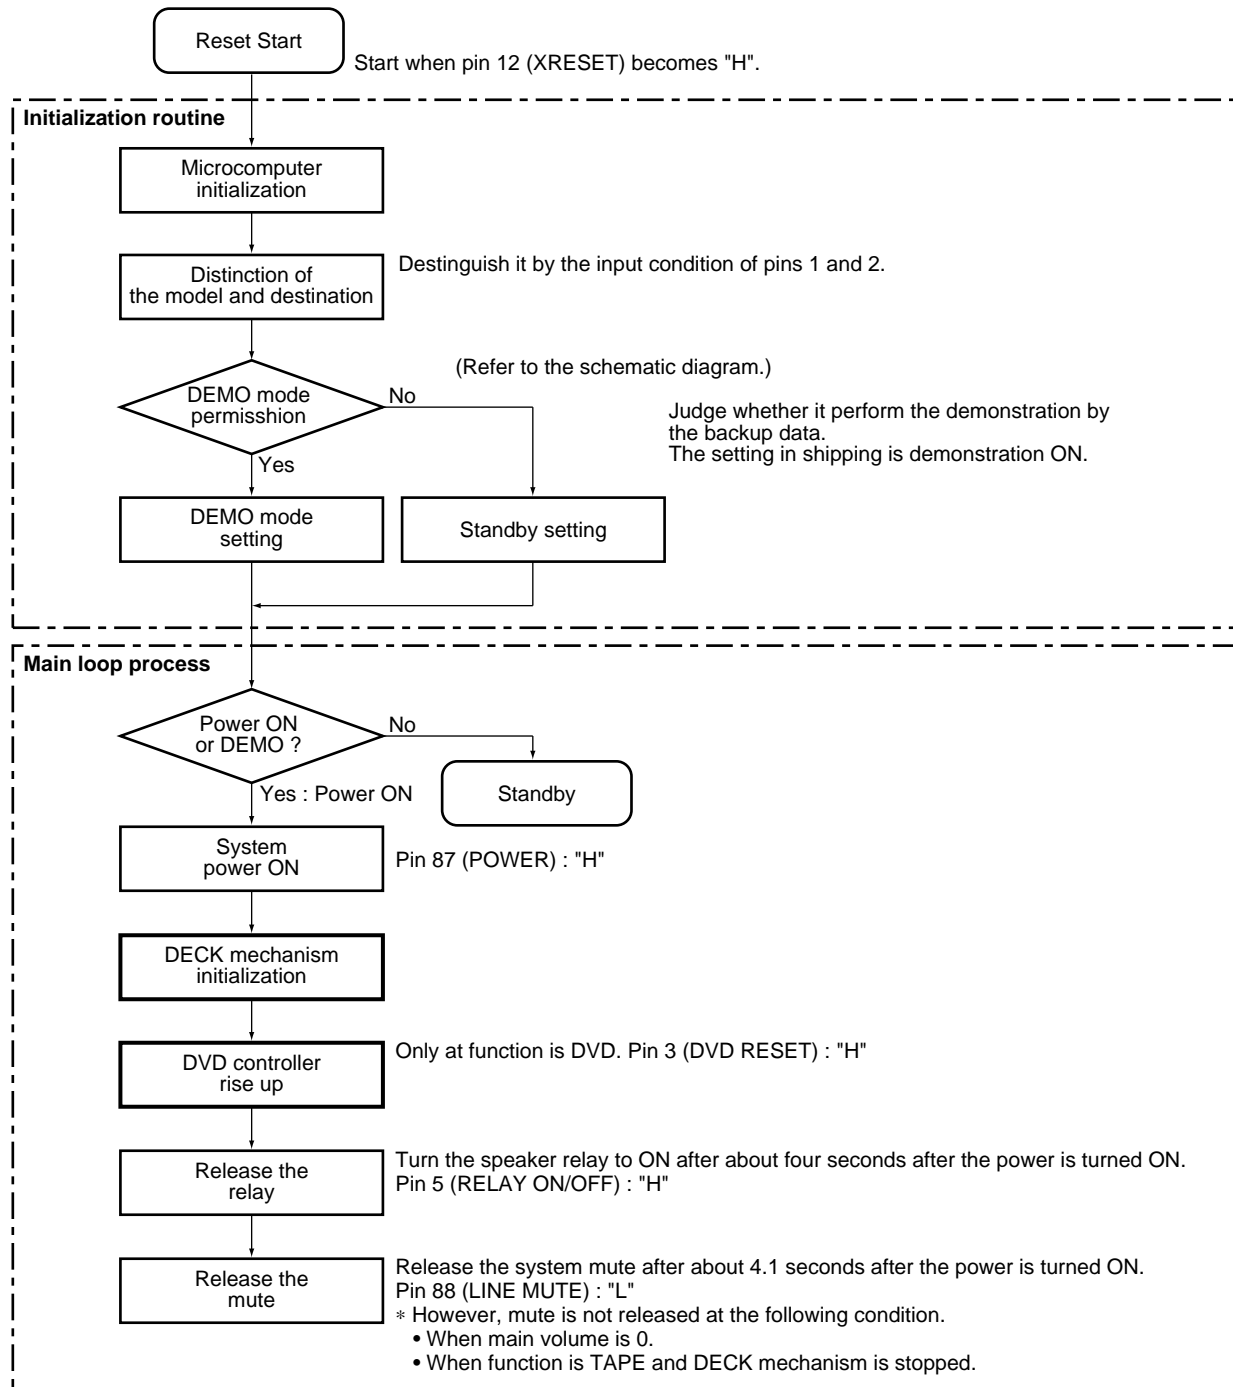 Reset Start
Start when pin 12 (XRESET) becomes "H".
Initialization routine
Microcomputer
initialization
Distinction of
the model and destination
Destinguish it by the input condition of pins 1 and 2.
(Refer to the schematic diagram.)
DEMO mode
permisshion
No
Judge whether it perform the demonstration by
the backup data.
The setting in shipping is demonstration ON.
Yes
DEMO mode
setting
Standby setting
Main loop process
Power ON
or DEMO ?
No
Yes : Power ON
Standby
System
power ON
Pin 87 (POWER) : "H"
DECK mechanism
initialization
DVD controller
rise up
Only at function is DVD. Pin 3 (DVD RESET) : "H"
Release the
relay
Turn the speaker relay to ON after about four seconds after the power is turned ON.
Pin 5 (RELAY ON/OFF) : "H"
Release the
mute
Release the system mute after about 4.1 seconds after the power is turned ON.
Pin 88 (LINE MUTE) : "L"
* However, mute is not released at the following condition.
• When main volume is 0.
• When function is TAPE and DECK mechanism is stopped.